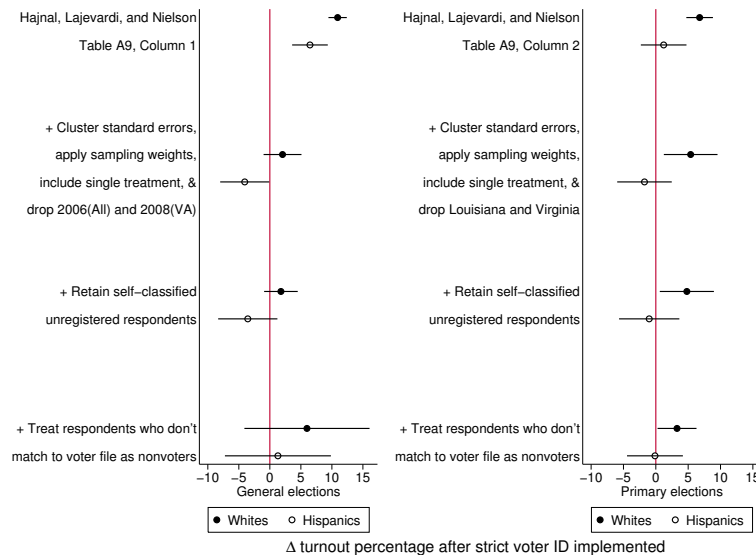 Hajnal, Lajevardi, and Nielson
Table A9, Column 1
+ Cluster standard errors,
apply sampling weights,
include single treatment, &
drop 2006(All) and 2008(VA)
+ Retain self-classified
unregistered respondents
+ Treat respondents who don't
match to voter file as nonvoters
−10 −5 0 5 10 15
General elections
Whites Hispanics
Hajnal, Lajevardi, and Nielson
Table A9, Column 2
+ Cluster standard errors,
apply sampling weights,
include single treatment, &
drop Louisiana and Virginia
+ Retain self-classified
unregistered respondents
+ Treat respondents who don't
match to voter file as nonvoters
−10 −5 0 5 10 15
Primary elections
Whites Hispanics
Δ turnout percentage after strict voter ID implemented